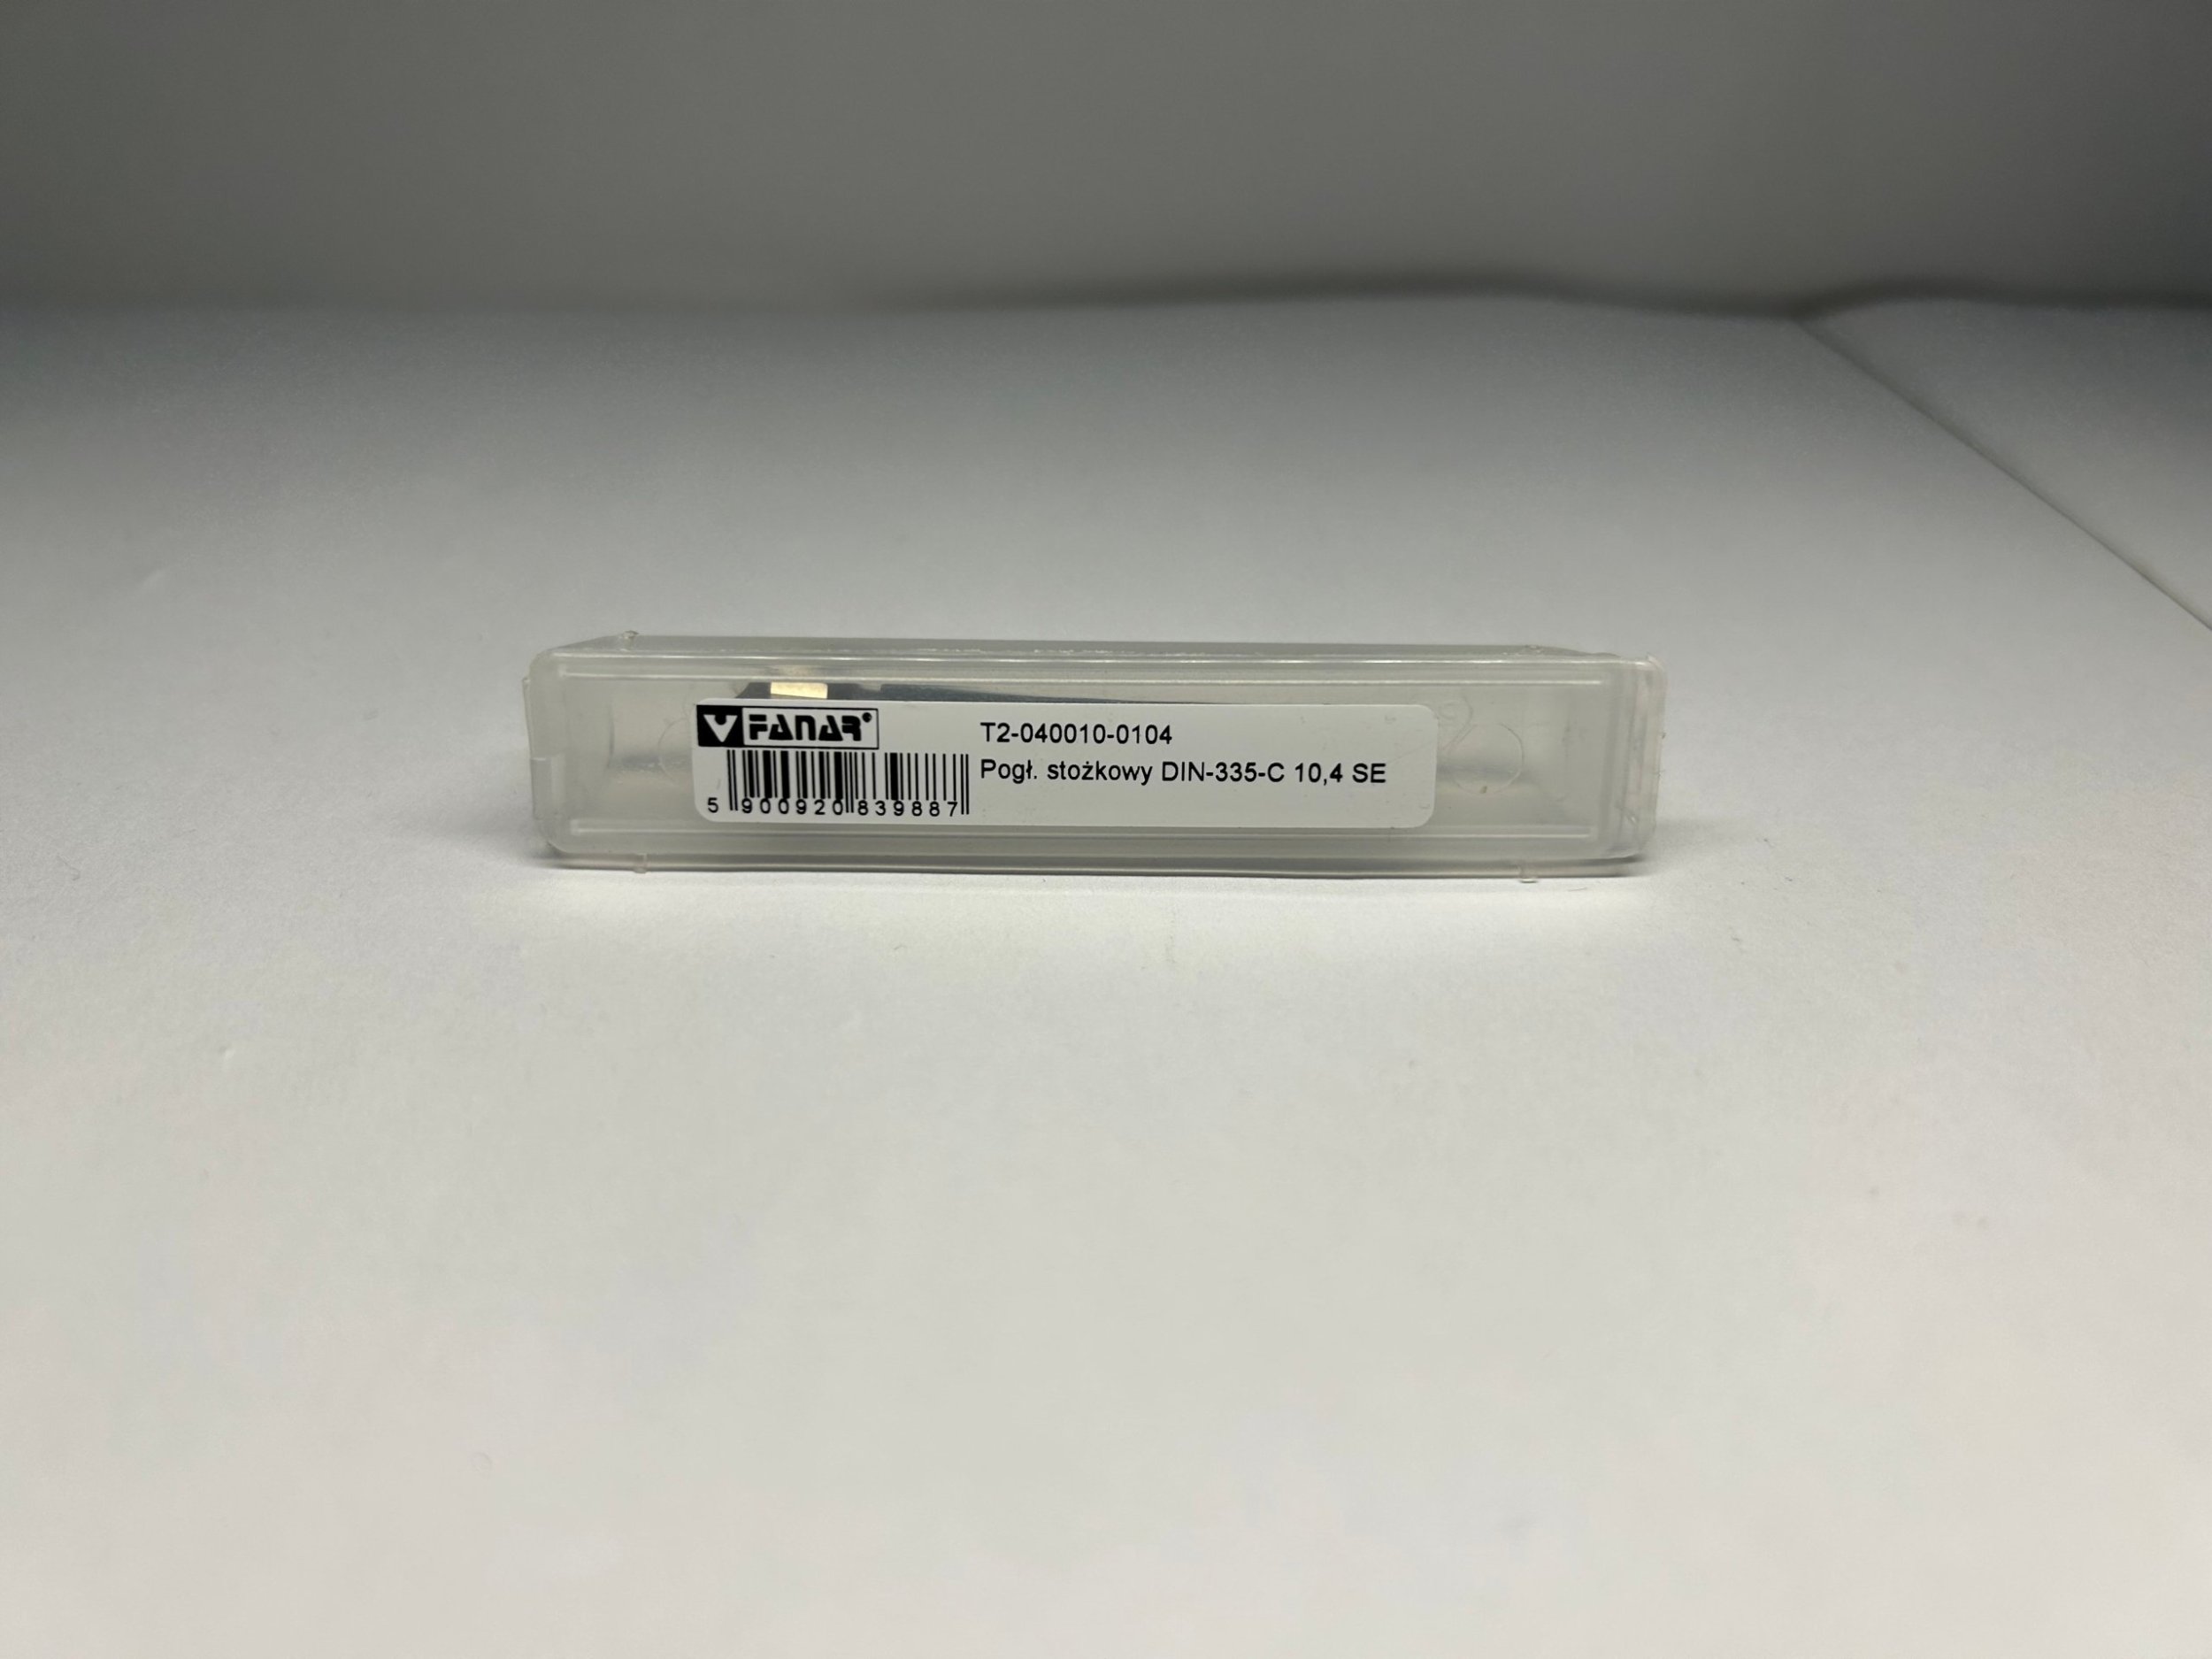 FANAR®
T2-040010-0104
Pogł. stożkowy DIN-335-C 10,4 SE
5 900920 839887